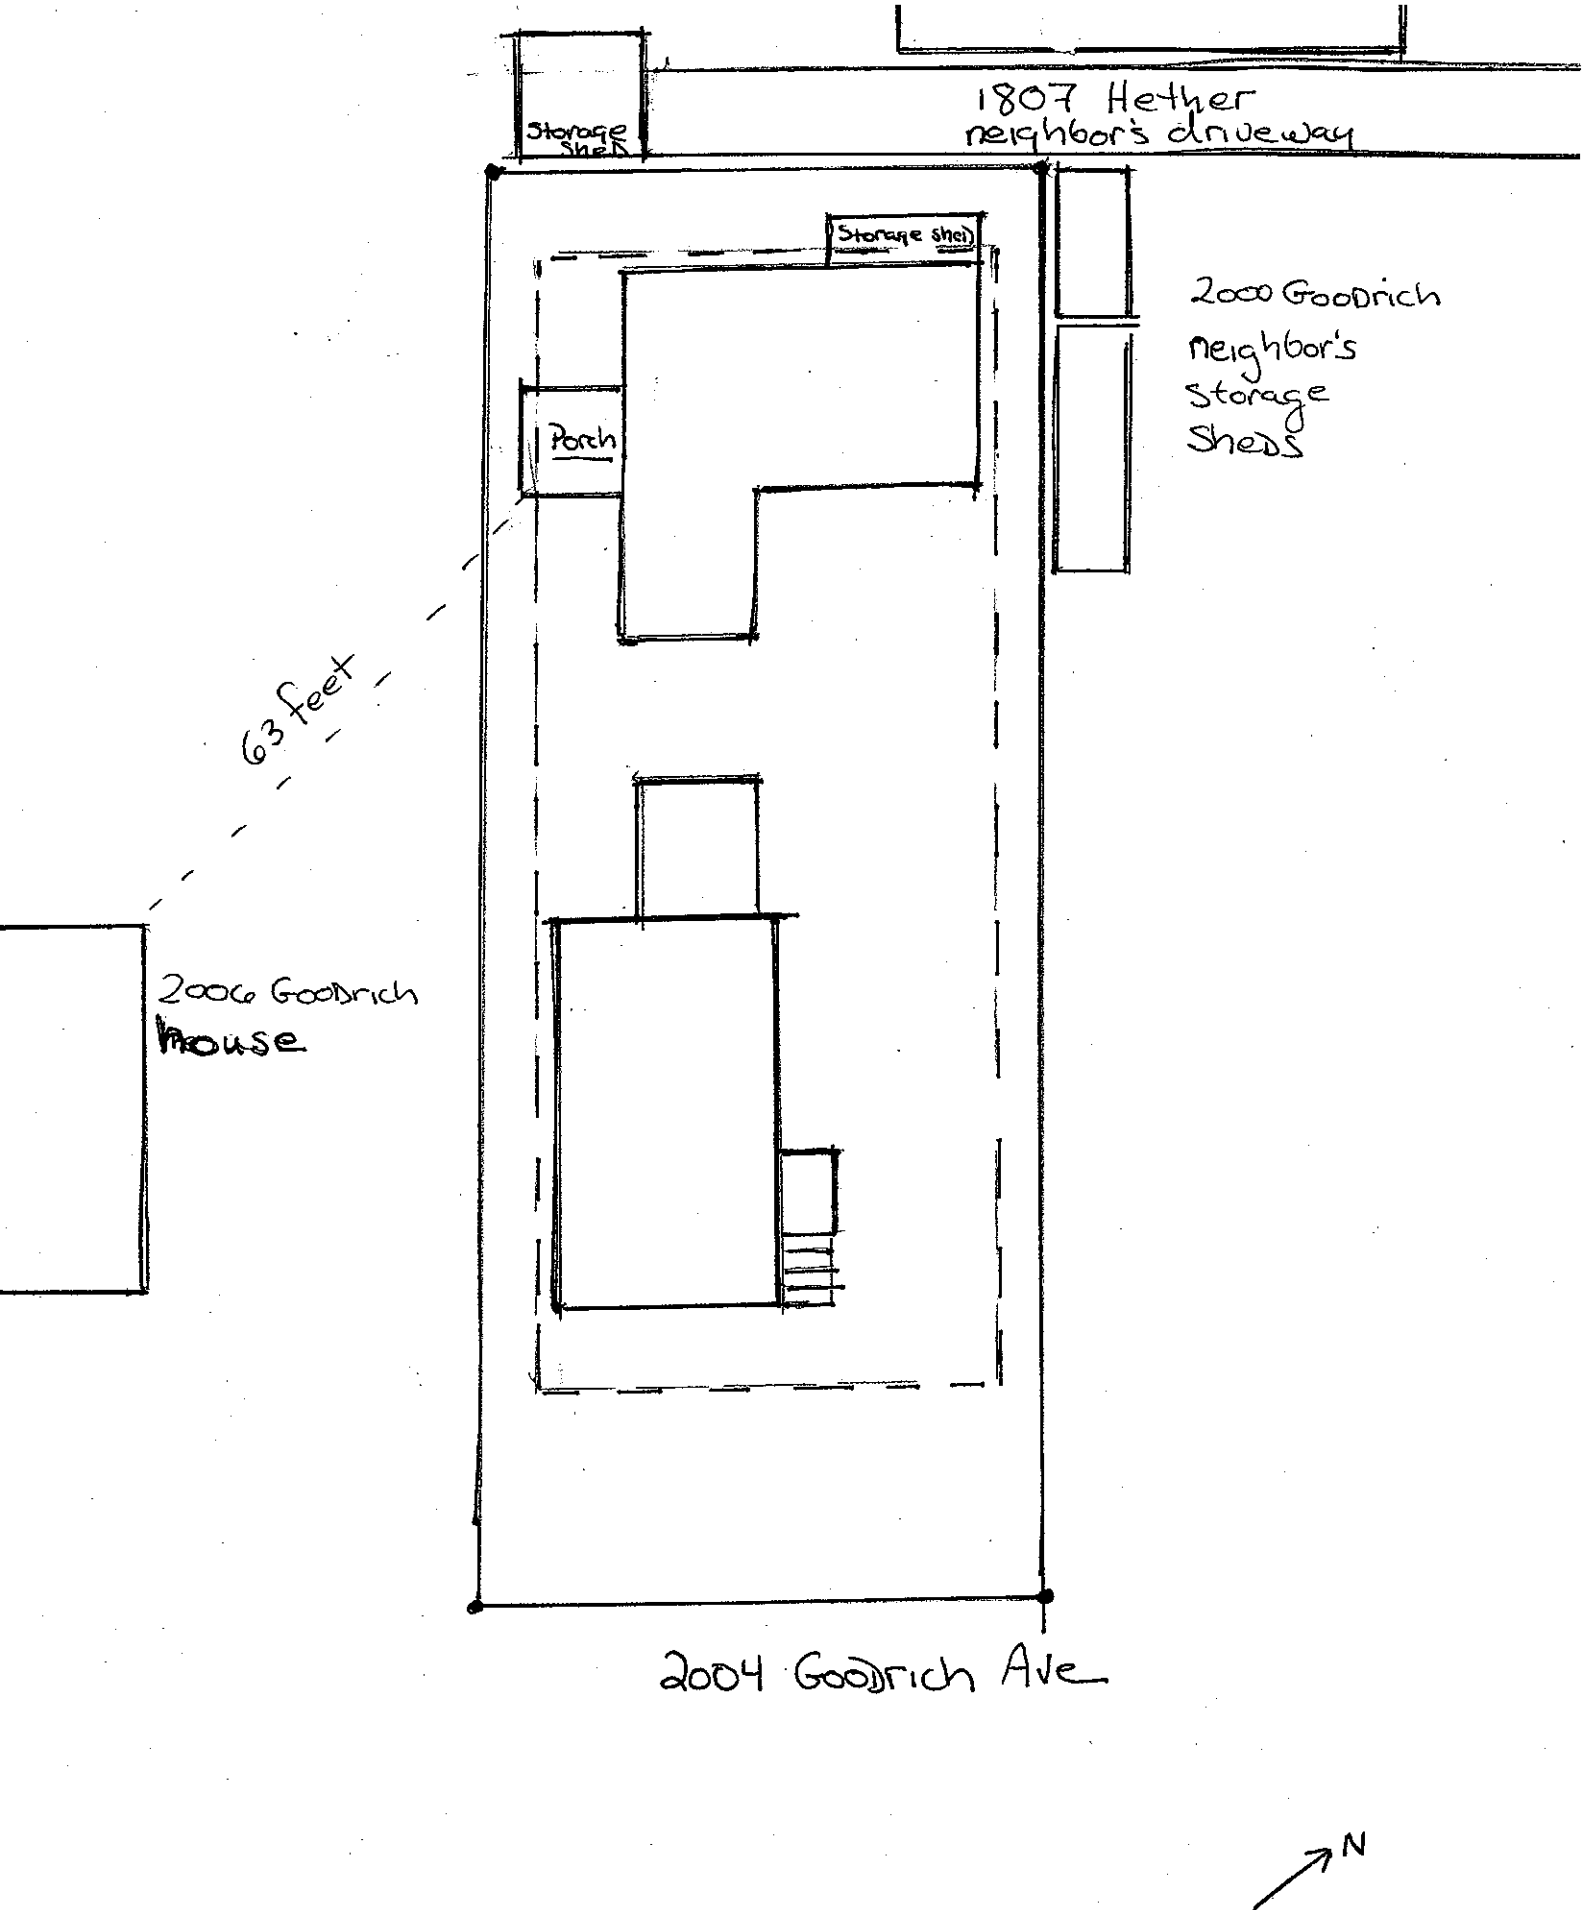 Storage
Shed
1807 Hether
neighbor's driveway
Storage shed
2000 Goodrich
neighbor's
Storage
Sheds
Porch
63 feet
2006 Goodrich
house
2004 Goodrich Ave
N